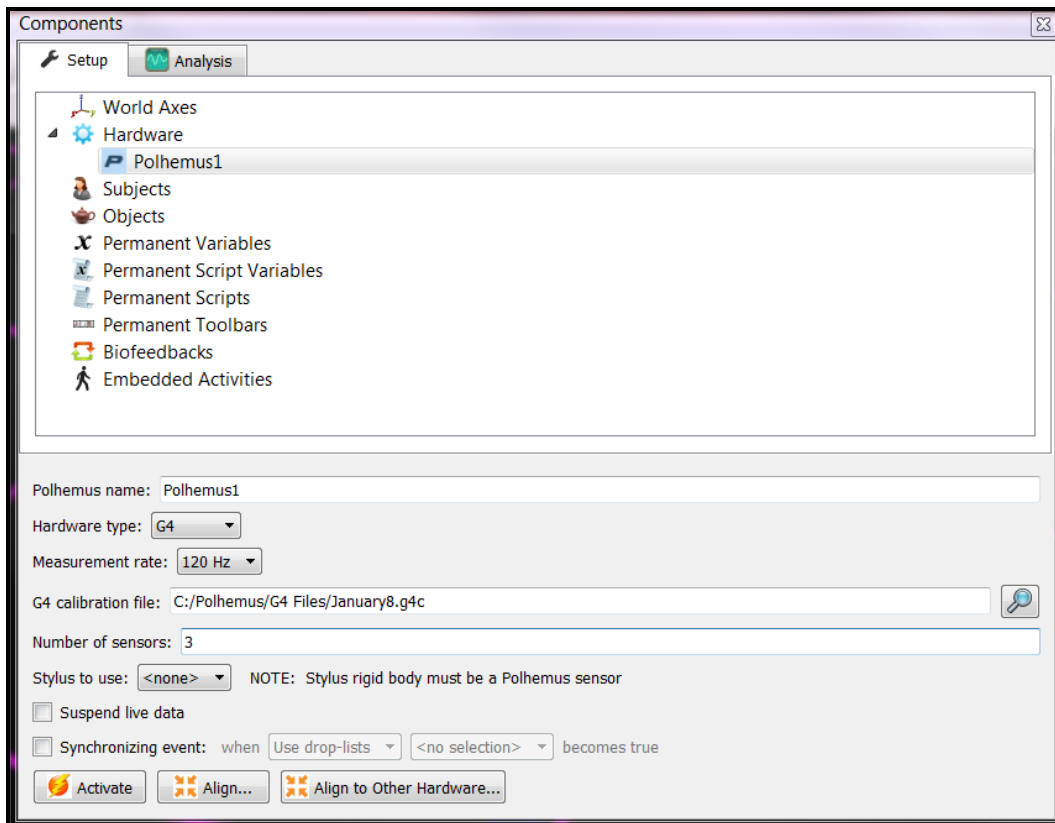 Components
Setup Analysis
World Axes
Hardware
Polhemus1
Subjects
Objects
Permanent Variables
Permanent Script Variables
Permanent Scripts
Permanent Toolbars
Biofeedbacks
Embedded Activities
Polhemus name: Polhemus1
Hardware type: G4
Measurement rate: 120 Hz
G4 calibration file: C:/Polhemus/G4 Files/January8.g4c
Number of sensors: 3
Stylus to use: <none> NOTE: Stylus rigid body must be a Polhemus sensor
Suspend live data
Synchronizing event: when Use drop-lists <no selection> becomes true
Activate Align... Align to Other Hardware...